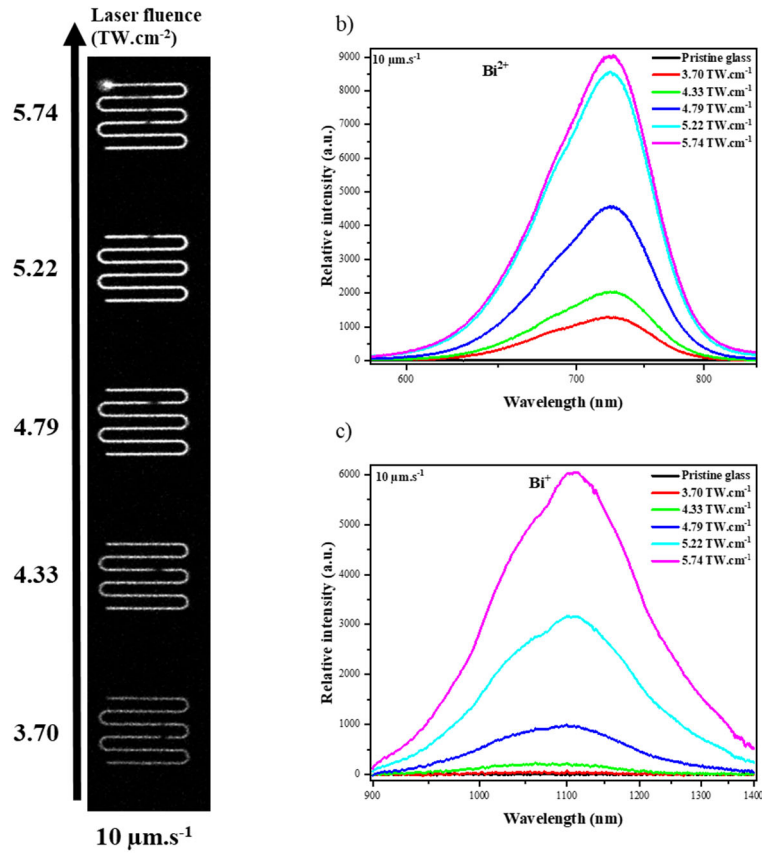 Laser fluence
(TW.cm⁻²)
5.74
5.22
4.79
4.33
3.70
10 µm.s⁻¹
b)
10 µm.s⁻¹
Bi²⁺
Pristine glass
3.70 TW.cm⁻¹
4.33 TW.cm⁻¹
4.79 TW.cm⁻¹
5.22 TW.cm⁻¹
5.74 TW.cm⁻¹
Relative intensity (a.u.)
9000
8000
7000
6000
5000
4000
3000
2000
1000
0
600
700
800
Wavelength (nm)
c)
10 µm.s⁻¹
Bi⁺
Pristine glass
3.70 TW.cm⁻¹
4.33 TW.cm⁻¹
4.79 TW.cm⁻¹
5.22 TW.cm⁻¹
5.74 TW.cm⁻¹
Relative intensity (a.u.)
6000
5000
4000
3000
2000
1000
0
900
1000
1100
1200
1300
1400
Wavelength (nm)